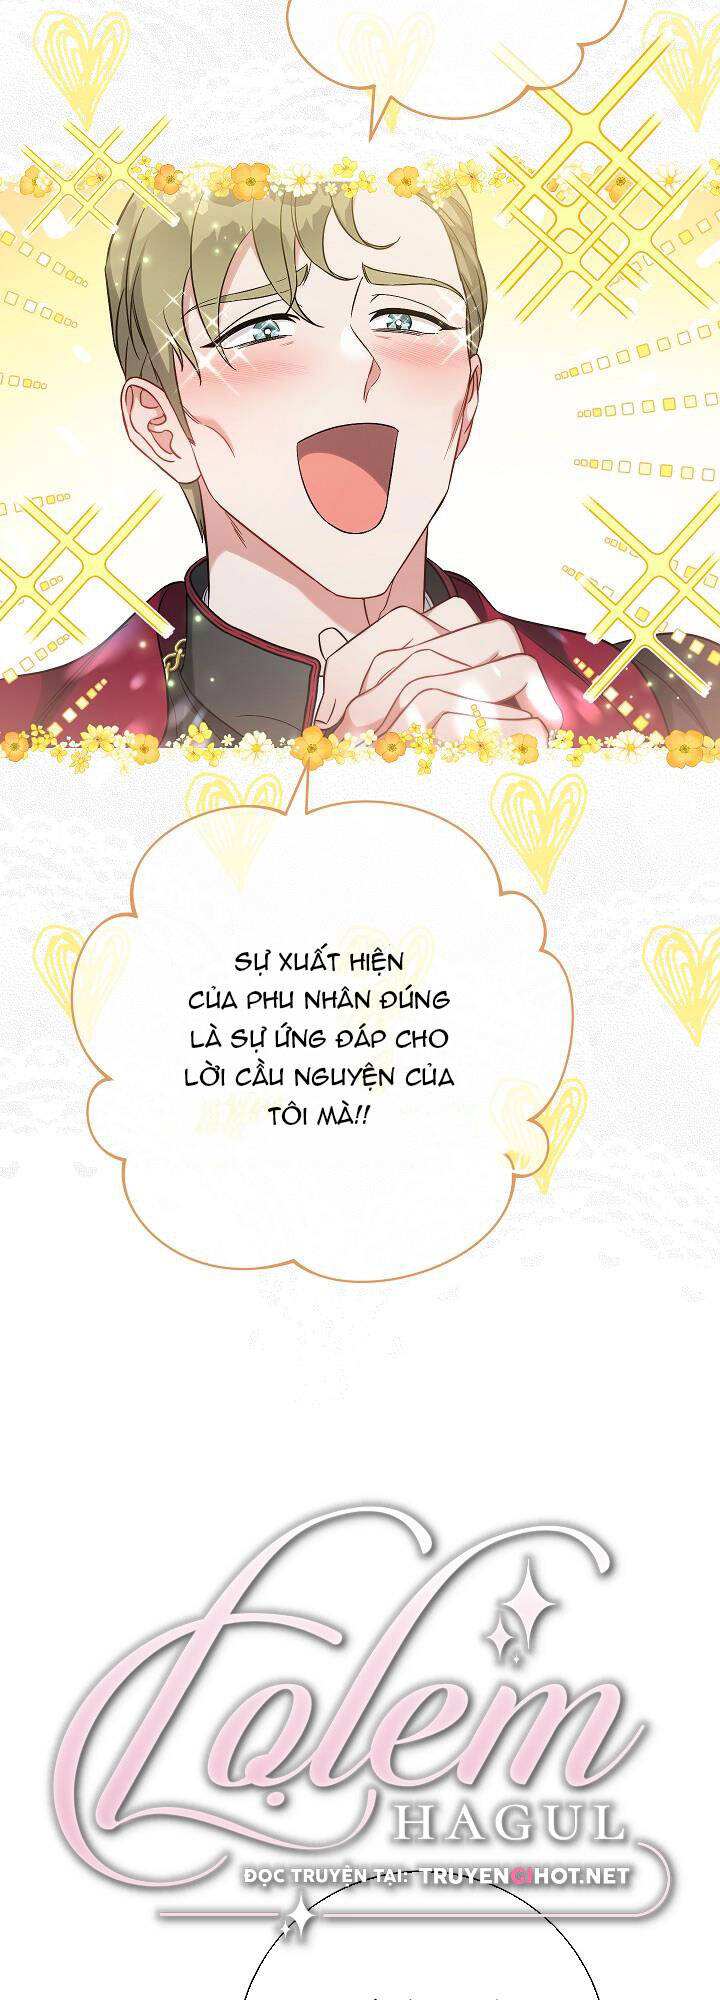 SỰ XUẤT HIỆN
CỦA PHU NHÂN ĐÚNG
LÀ SỰ ỨNG ĐÁP CHO
LỜI CẦU NGUYỆN CỦA
TÔI MÀ!!
Lọlem
HAGUL
ĐỌC TRUYỆN TẠI: TRUYENGIHOT.NET